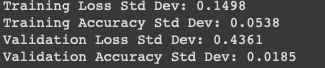 Training Loss Std Dev: 0.1498
Training Accuracy Std Dev: 0.0538
Validation Loss Std Dev: 0.4361
Validation Accuracy Std Dev: 0.0185